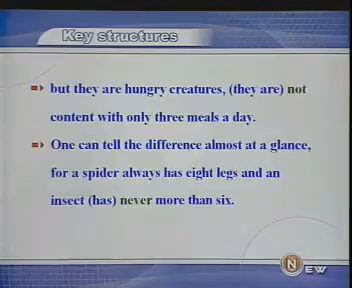 Key structures
but they are hungry creatures, (they are) not
content with only three meals a day.
One can tell the difference almost at a glance,
for a spider always has eight legs and an
insect (has) never more than six.
NEW